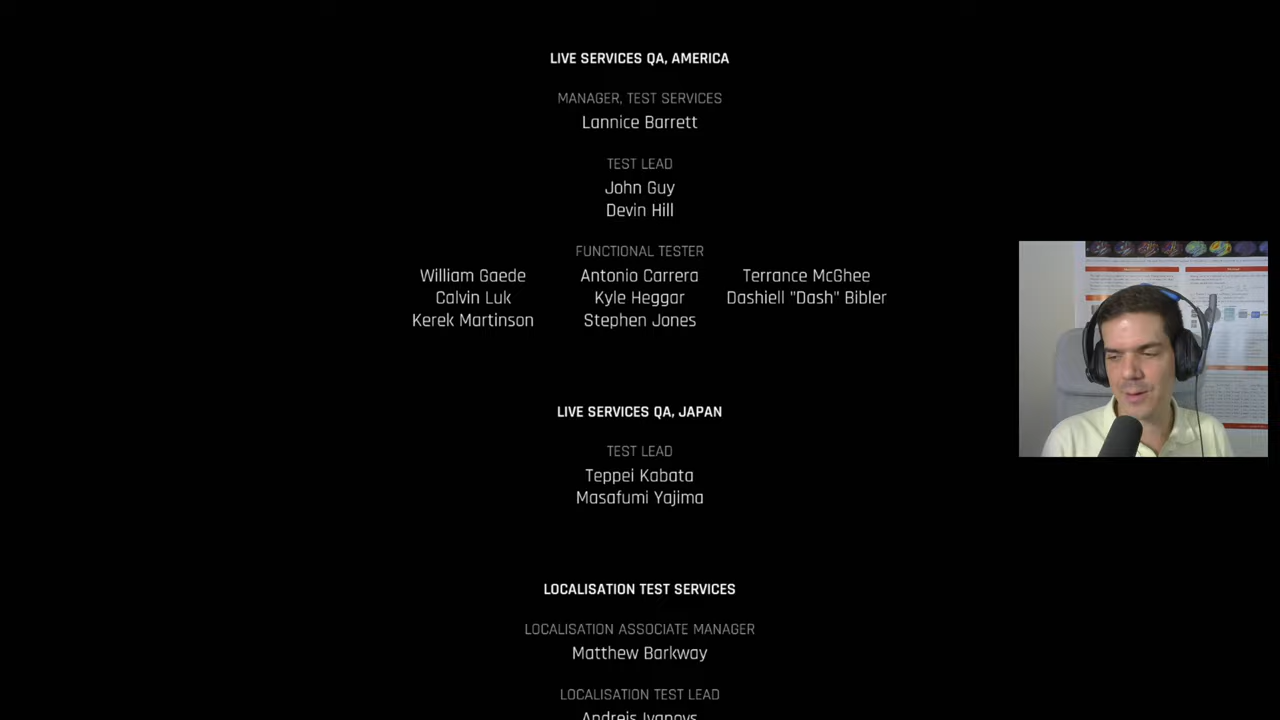 LIVE SERVICES QA, AMERICA
MANAGER, TEST SERVICES
Lannice Barrett
TEST LEAD
John Guy
Devin Hill
FUNCTIONAL TESTER
William Gaede Antonio Carrera Terrance McGhee
Calvin Luk Kyle Heggar Dashiell "Dash" Bibler
Kerek Martinson Stephen Jones
LIVE SERVICES QA, JAPAN
TEST LEAD
Teppei Kabata
Masafumi Yajima
LOCALISATION TEST SERVICES
LOCALISATION ASSOCIATE MANAGER
Matthew Barkway
LOCALISATION TEST LEAD
Andrejs Ivanovs